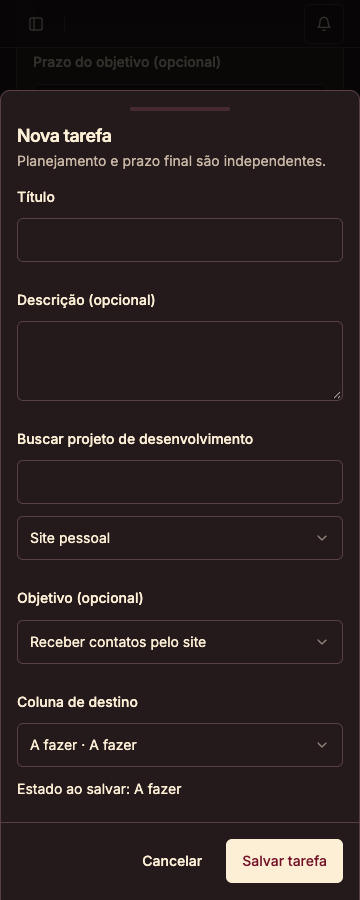 Prazo do objetivo (opcional)
Nova tarefa
Planejamento e prazo final são independentes.
Título
Descrição (opcional)
Buscar projeto de desenvolvimento
Site pessoal
Objetivo (opcional)
Receber contatos pelo site
Coluna de destino
A fazer · A fazer
Estado ao salvar: A fazer
Cancelar
Salvar tarefa